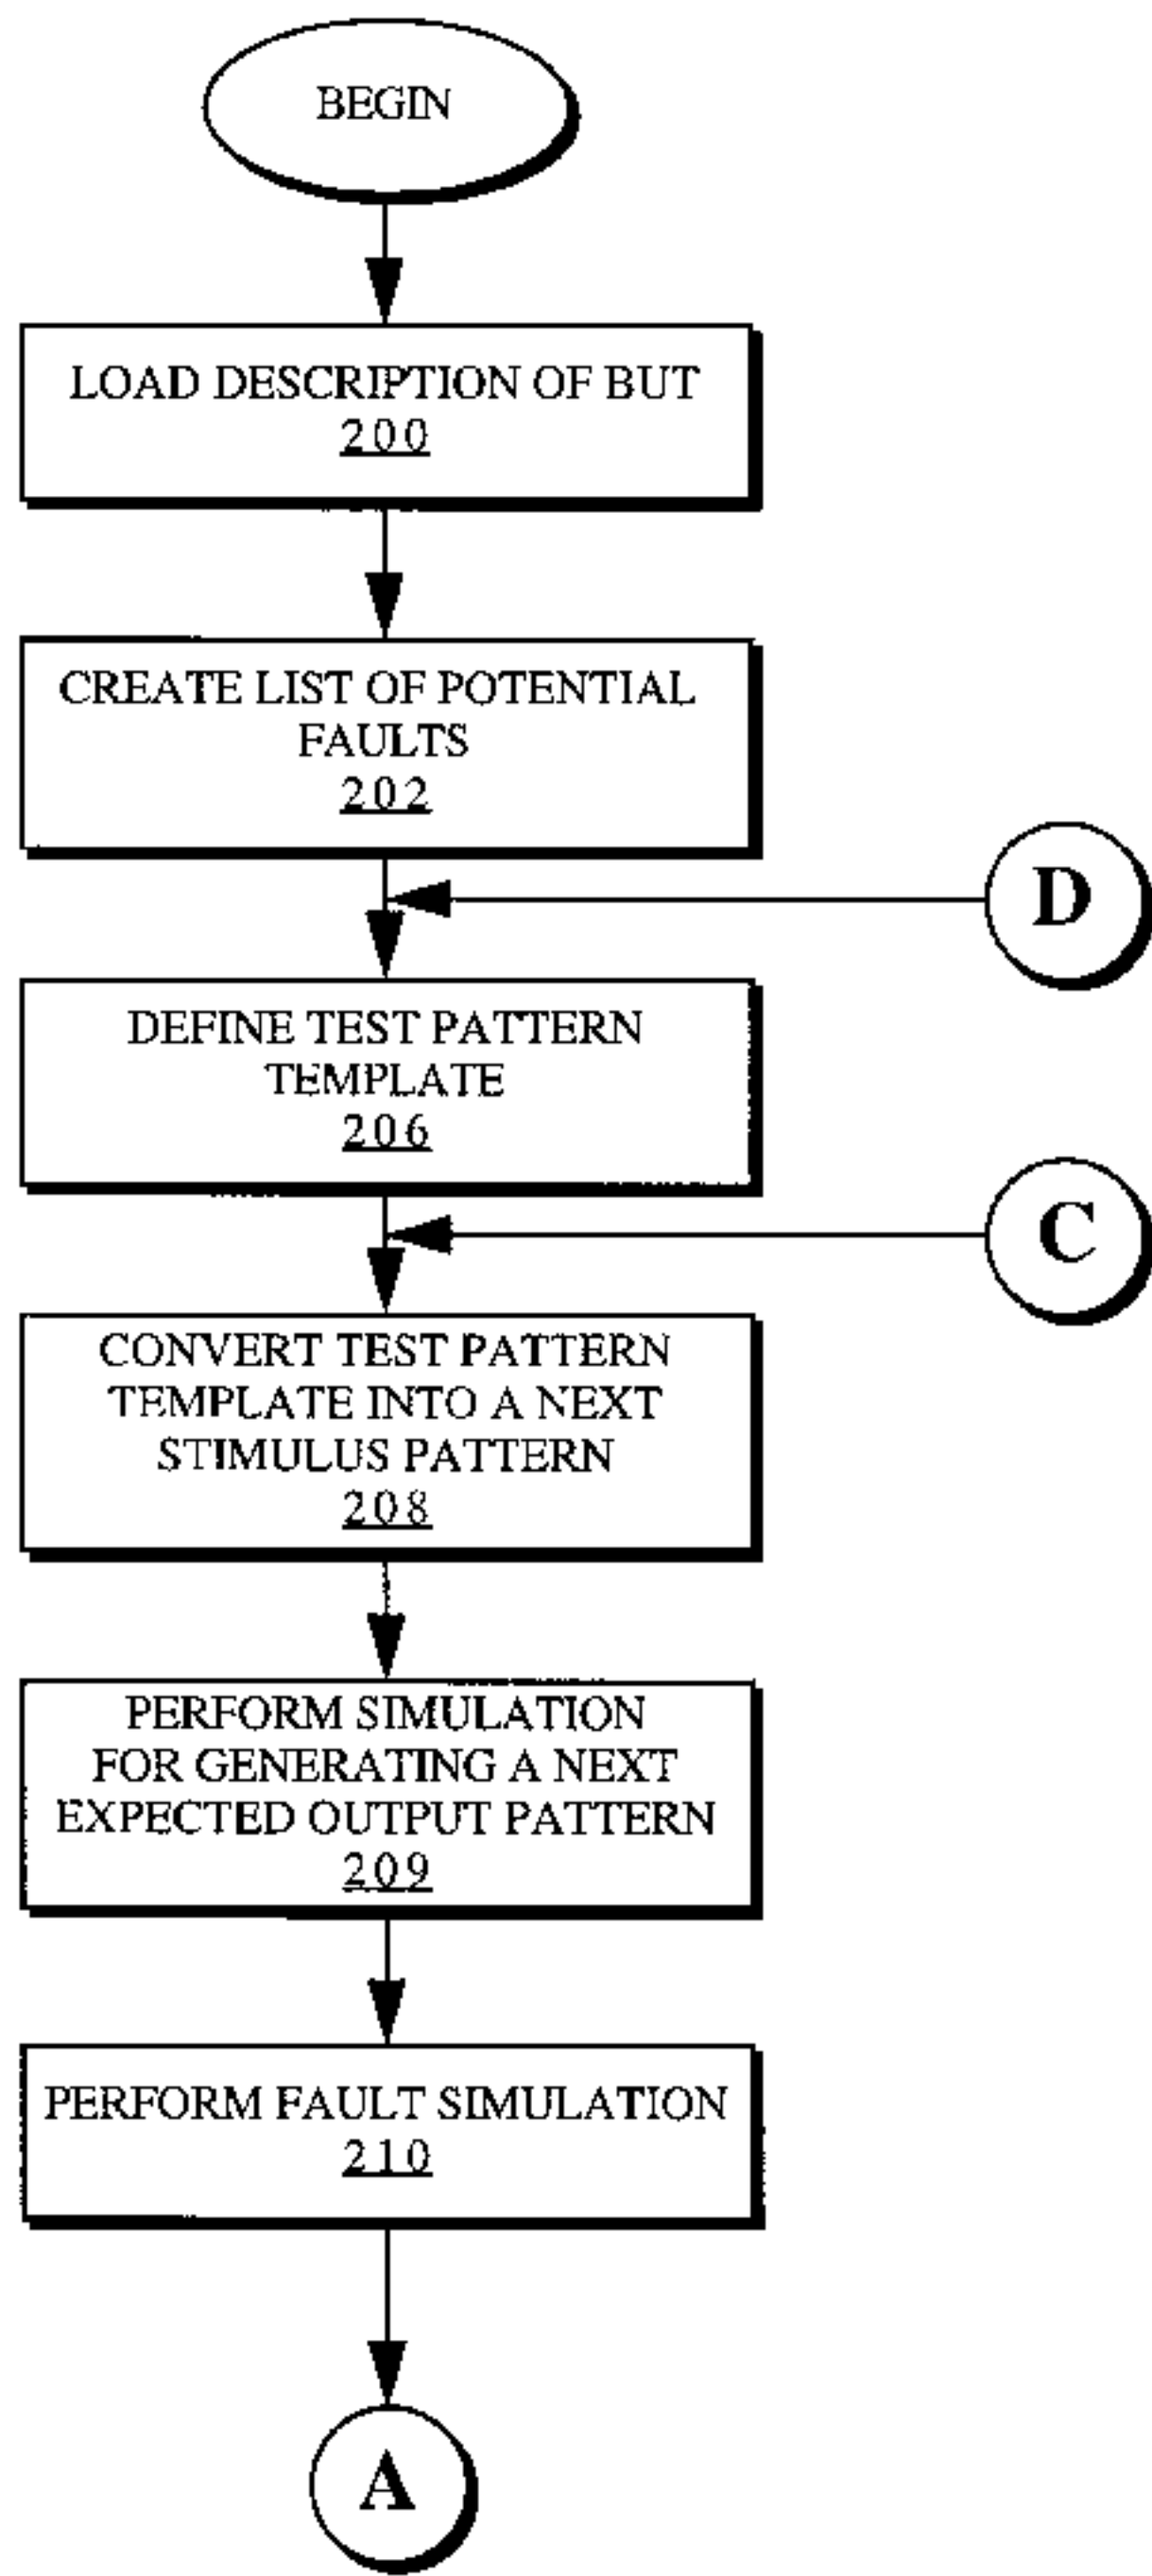 BEGIN
LOAD DESCRIPTION OF BUT
200
CREATE LIST OF POTENTIAL
FAULTS
202
D
DEFINE TEST PATTERN
TEMPLATE
206
C
CONVERT TEST PATTERN
TEMPLATE INTO A NEXT
STIMULUS PATTERN
208
PERFORM SIMULATION
FOR GENERATING A NEXT
EXPECTED OUTPUT PATTERN
209
PERFORM FAULT SIMULATION
210
A